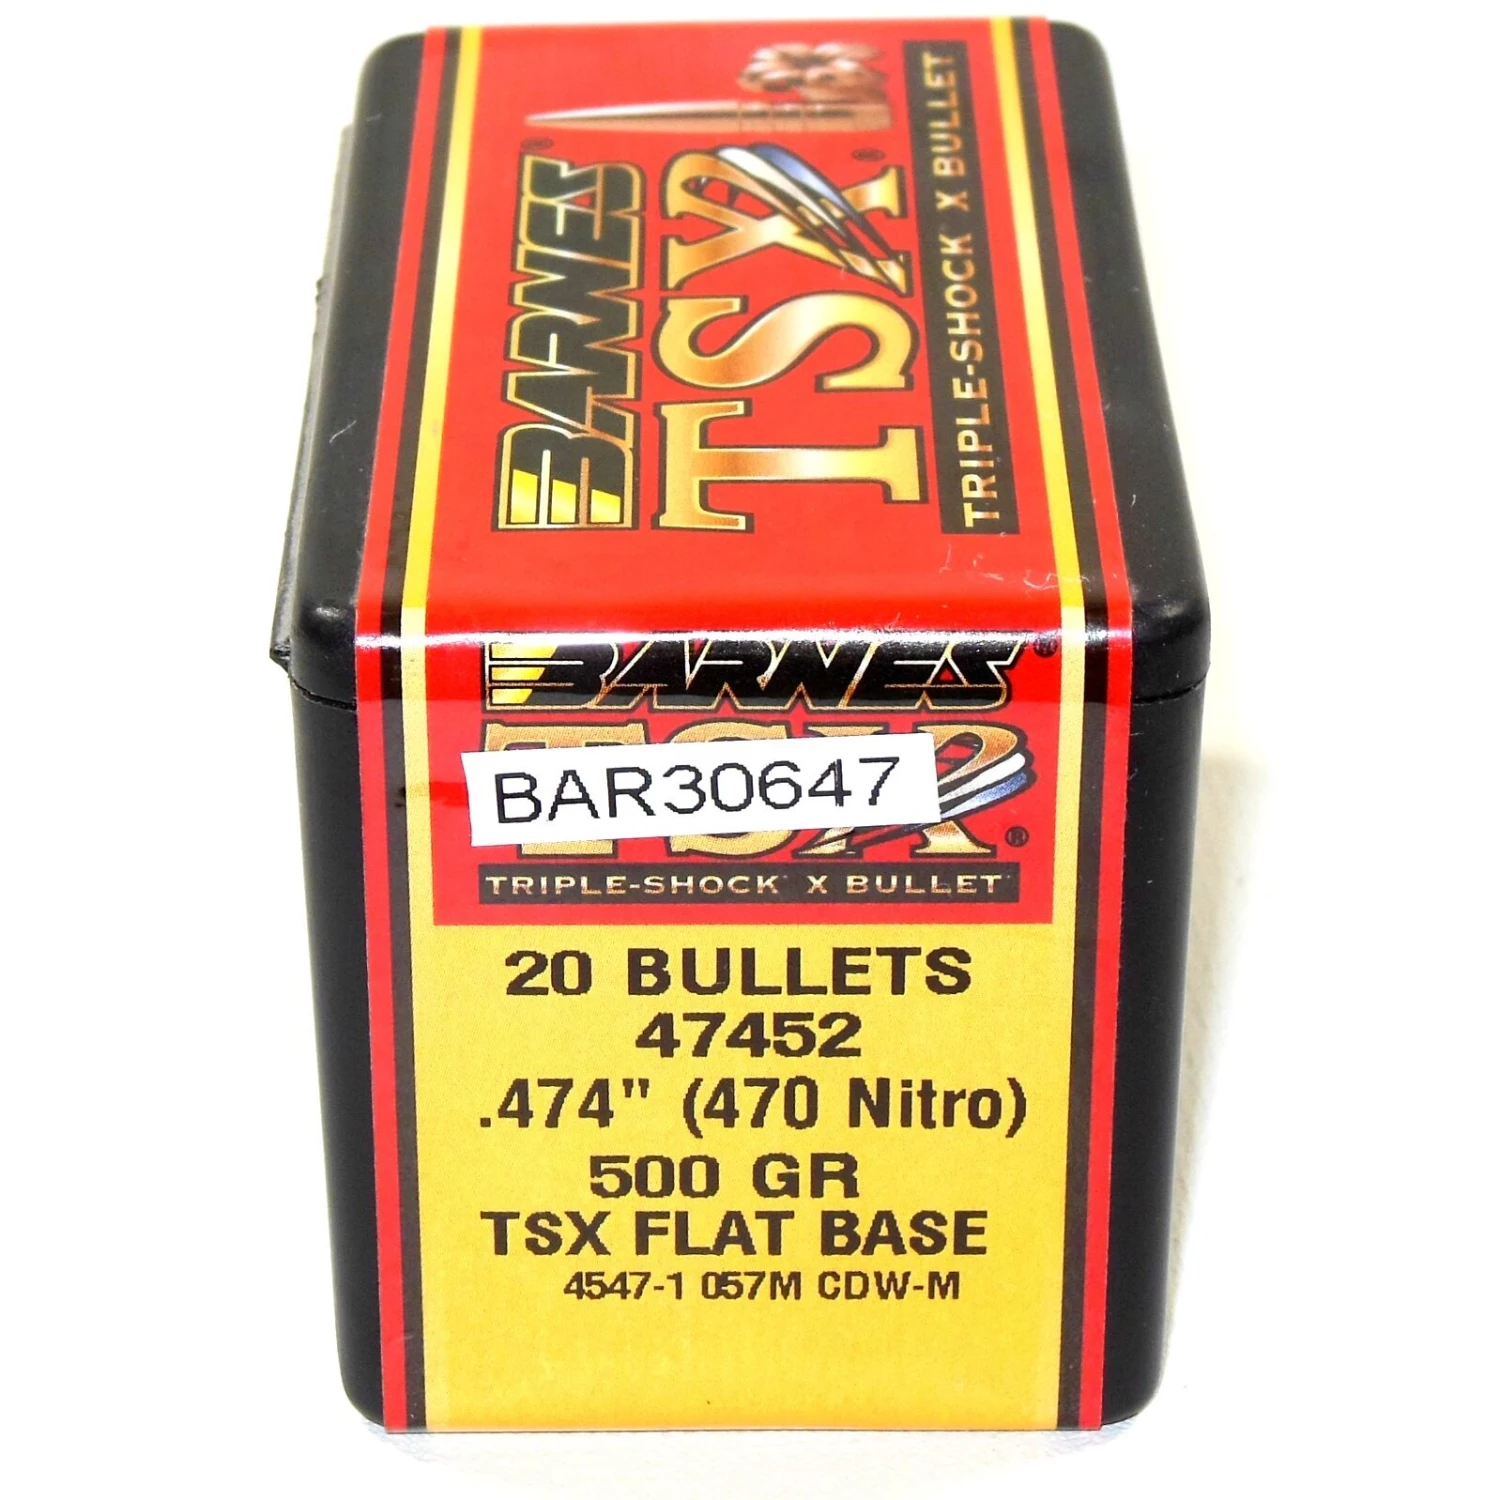 BARNES®
TSX®
TRIPLE-SHOCK X BULLET
BARNES®
TSX®
BAR30647
TRIPLE-SHOCK X BULLET
20 BULLETS
47452
.474" (470 Nitro)
500 GR
TSX FLAT BASE
4547-1 057M CDW-M